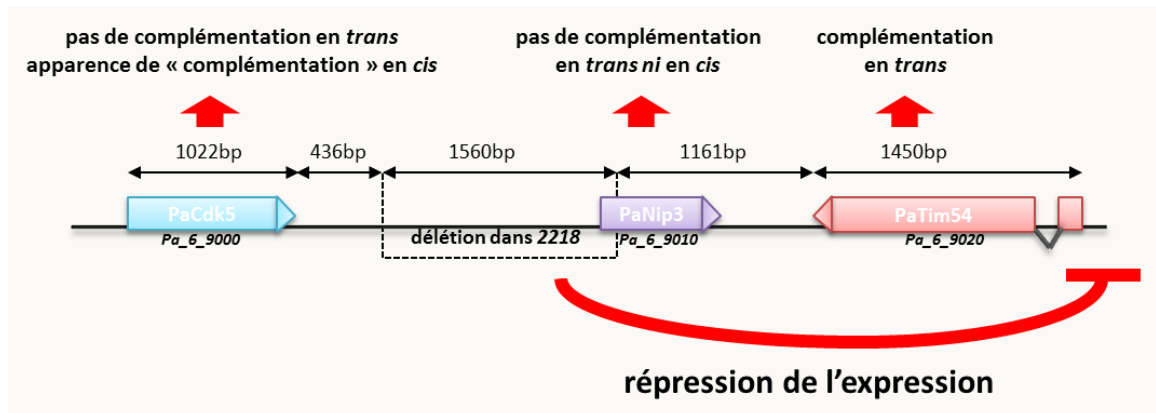 pas de complémentation en trans
apparence de « complémentation » en cis
pas de complémentation
en trans ni en cis
complémentation
en trans
1022bp
436bp
1560bp
1161bp
1450bp
PaCdk5
PaNip3
PaTim54
Pa_6_9000
délétion dans 2218
Pa_6_9010
Pa_6_9020
répression de l’expression